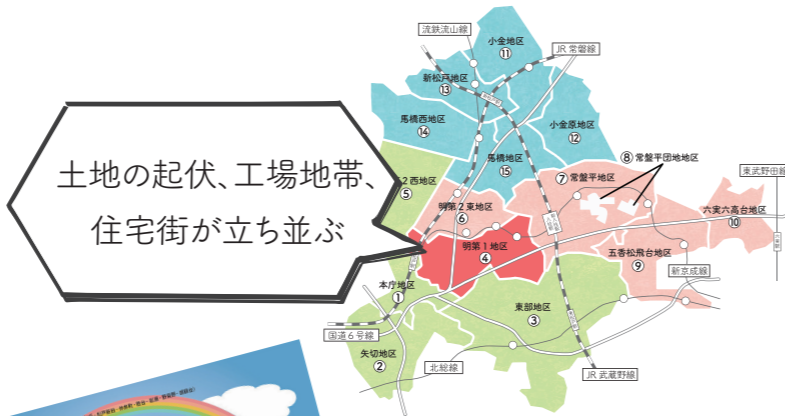 土地の起伏、工場地帯、
住宅街が立ち並ぶ
流鉄流山線
小金地区
⑪
JR 常磐線
新松戸地区
⑬
馬橋西地区
⑭
小金原地区
⑫
馬橋地区
⑮
⑧ 常盤平団地地区
⑦ 常盤平地区
東武野田線
２西地区
⑤
明第２東地区
⑥
六実六高台地区
⑩
明第１地区
④
五香松飛台地区
⑨
新京成線
本庁地区
①
東部地区
③
国道６号線
矢切地区
②
北総線
JR 武蔵野線